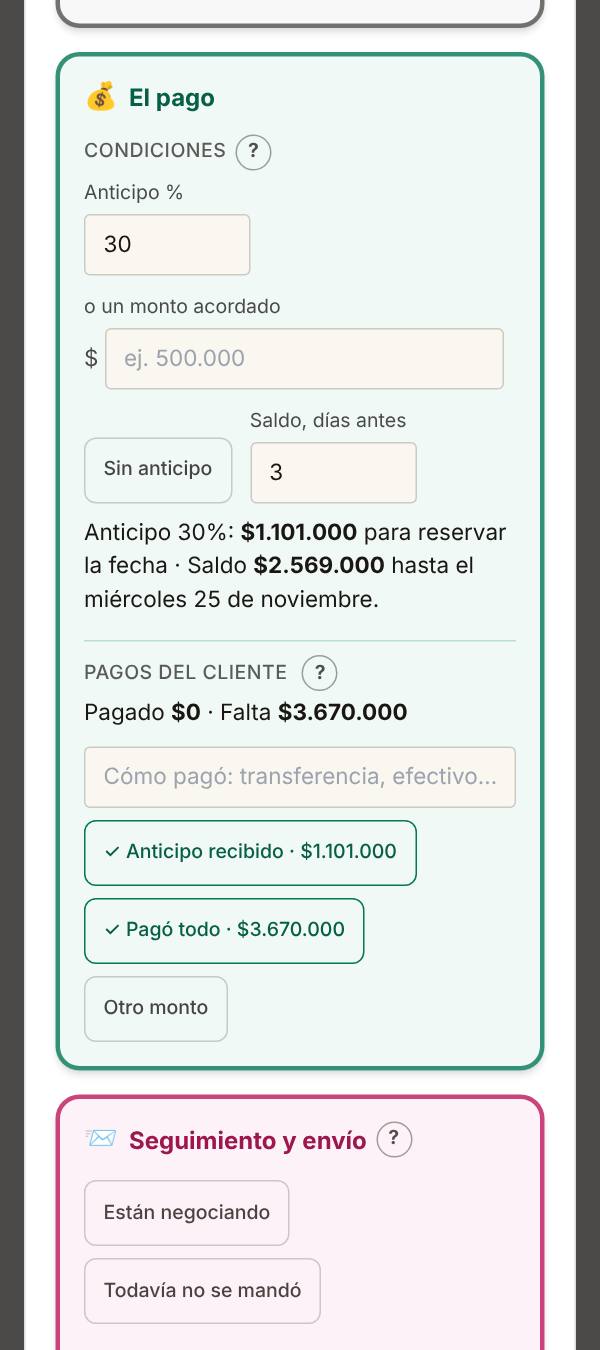 💰 El pago
CONDICIONES ?
Anticipo %
30
o un monto acordado
$ ej. 500.000
Saldo, días antes
Sin anticipo 3
Anticipo 30%: $1.101.000 para reservar
la fecha · Saldo $2.569.000 hasta el
miércoles 25 de noviembre.
PAGOS DEL CLIENTE ?
Pagado $0 · Falta $3.670.000
Cómo pagó: transferencia, efectivo...
✓ Anticipo recibido · $1.101.000
✓ Pagó todo · $3.670.000
Otro monto
📨 Seguimiento y envío ?
Están negociando
Todavía no se mandó